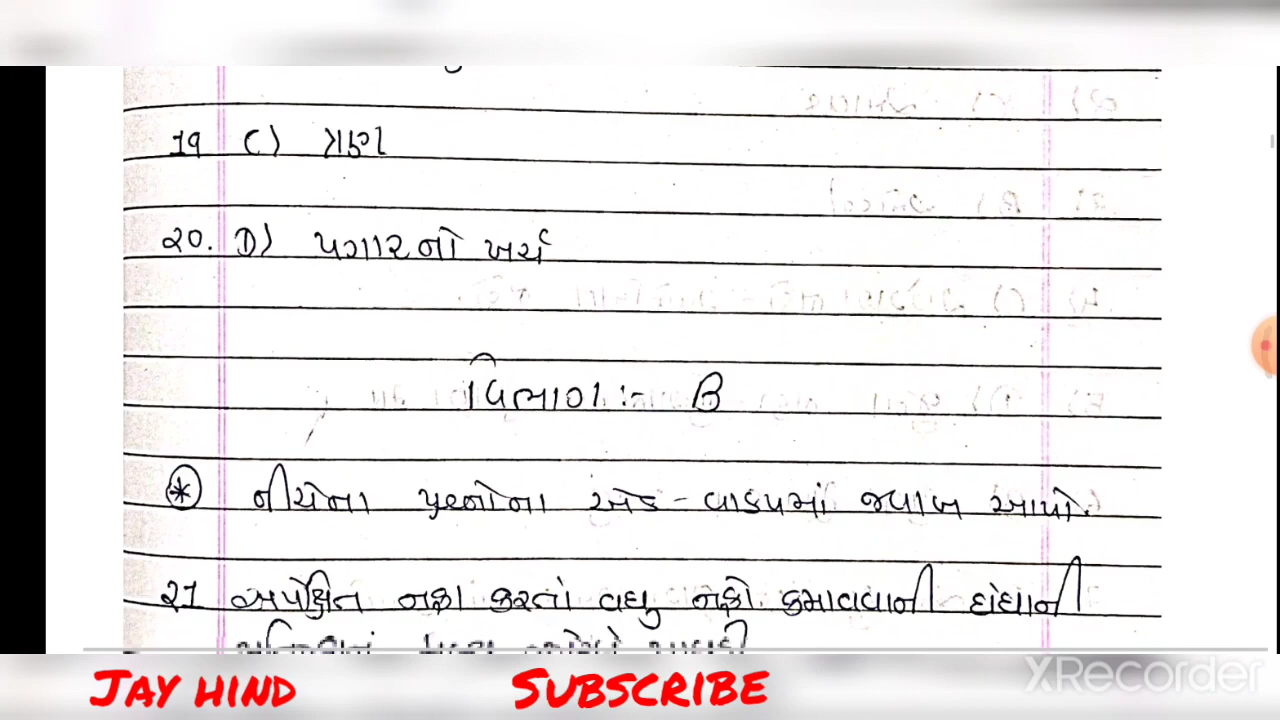 19 C) ત્રણ
20. D) પગારનો ખર્ચ
વિભાગ :- B
* નીચેના પ્રશ્નોના એક - વાક્યમાં જવાબ આપો.
21 અપેક્ષિત નફા કરતાં વધુ નફો કમાવવાની ધંધાની
JAY HIND SUBSCRIBE XRecorder